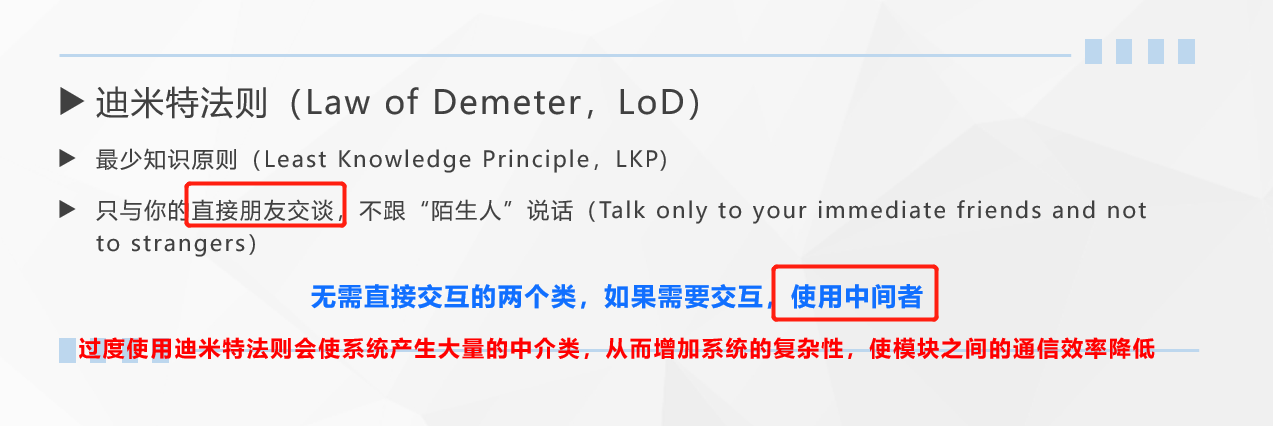 迪米特法则（Law of Demeter，LoD）
最少知识原则（Least Knowledge Principle，LKP)
只与你的直接朋友交谈，不跟“陌生人”说话（Talk only to your immediate friends and not
to strangers）
无需直接交互的两个类，如果需要交互，使用中间者
过度使用迪米特法则会使系统产生大量的中介类，从而增加系统的复杂性，使模块之间的通信效率降低